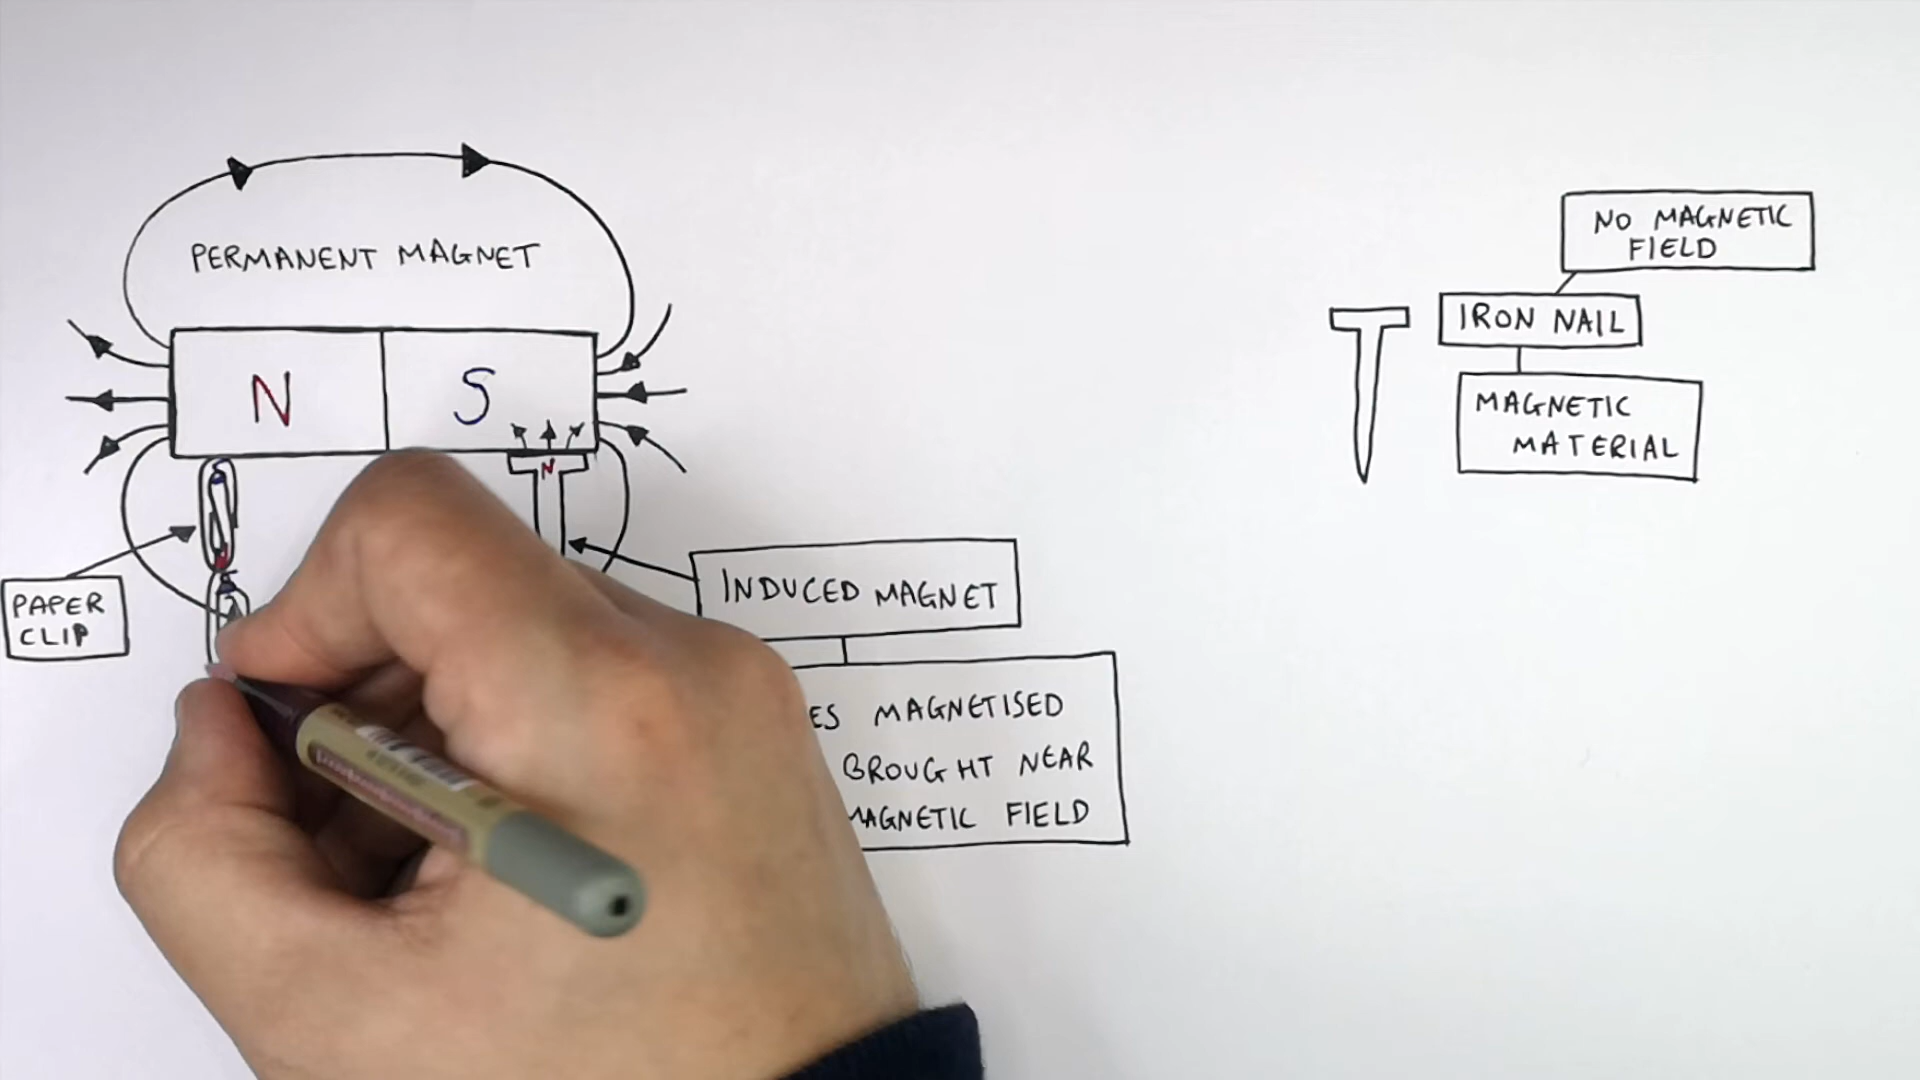 PERMANENT MAGNET
N
S
N
S
PAPER
CLIP
INDUCED MAGNET
MAGNETISED
BROUGHT NEAR
MAGNETIC FIELD
NO MAGNETIC
FIELD
IRON NAIL
MAGNETIC
MATERIAL